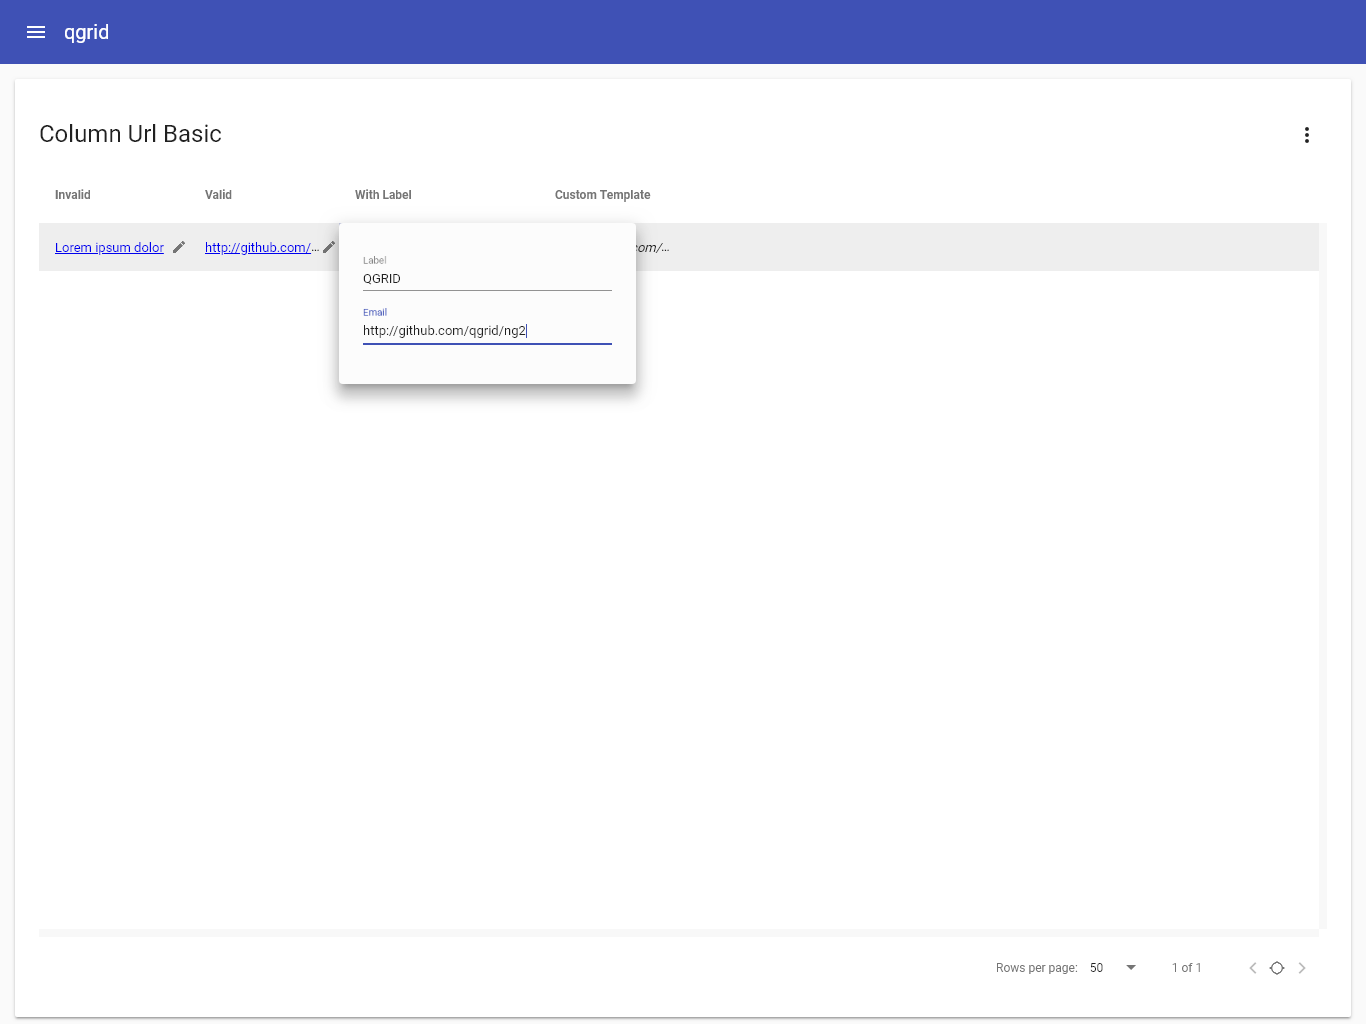 qgrid
Column Url Basic
Invalid Valid With Label Custom Template
Lorem ipsum dolor http://github.com/... com/...
Label
QGRID
Email
http://github.com/qgrid/ng2
Rows per page: 50 1 of 1